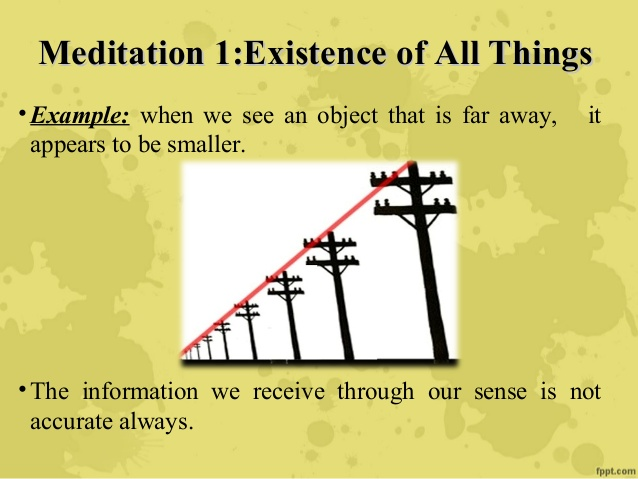 Meditation 1:Existence of All Things
• Example: when we see an object that is far away, it
appears to be smaller.
• The information we receive through our sense is not
accurate always.
fppt.com